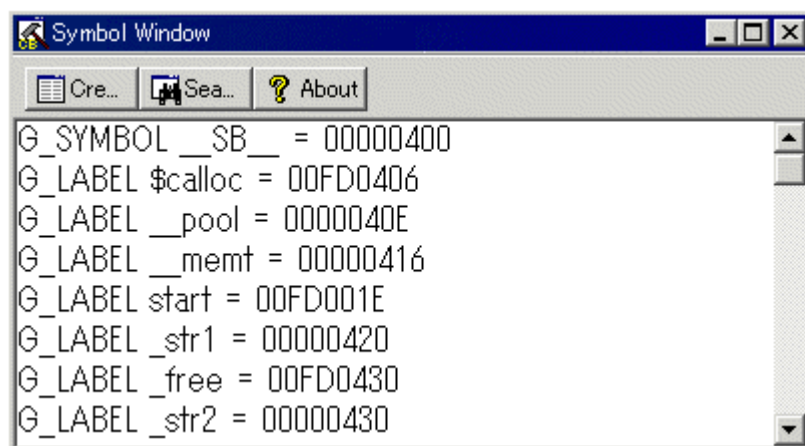 Symbol Window
Cre... Sea... About
G_SYMBOL __SB__ = 00000400
G_LABEL $calloc = 00FD0406
G_LABEL __pool = 0000040E
G_LABEL __memt = 00000416
G_LABEL start = 00FD001E
G_LABEL _str1 = 00000420
G_LABEL _free = 00FD0430
G_LABEL _str2 = 00000430